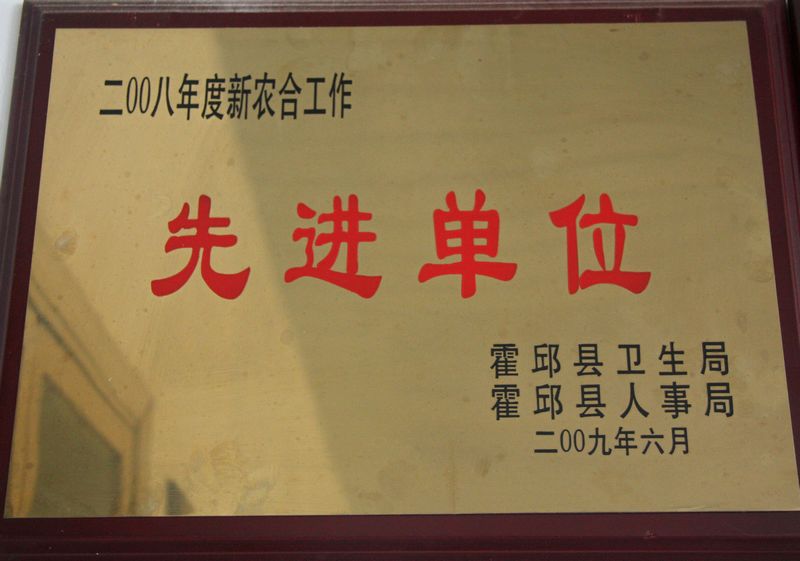 二00八年度新农合工作
先进单位
霍邱县卫生局
霍邱县人事局
二00九年六月